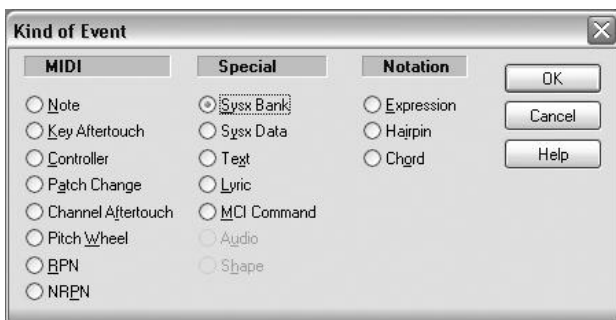 Kind of Event
MIDI
Note
Key Aftertouch
Controller
Patch Change
Channel Aftertouch
Pitch Wheel
RPN
NRPN
Special
Sysx Bank
Sysx Data
Text
Lyric
MCI Command
Audio
Shape
Notation
Expression
Hairpin
Chord
OK
Cancel
Help